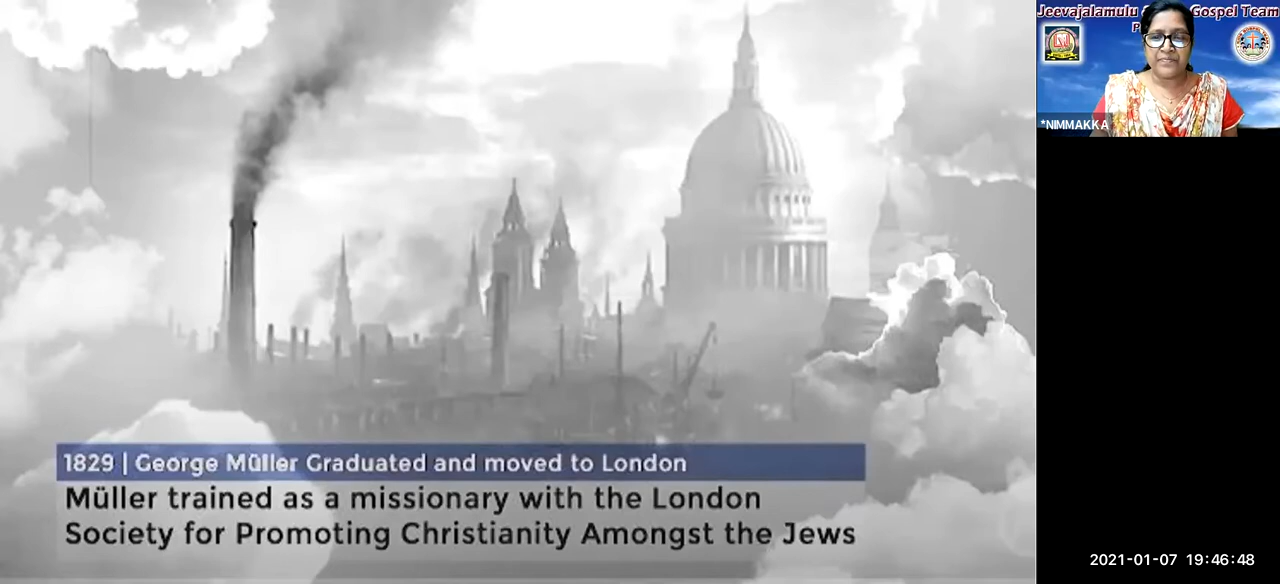 1829 | George Müller Graduated and moved to London
Müller trained as a missionary with the London
Society for Promoting Christianity Amongst the Jews
Jeevajalamulu Gospel Team
*NIMMAKKA
2021-01-07 19:46:48